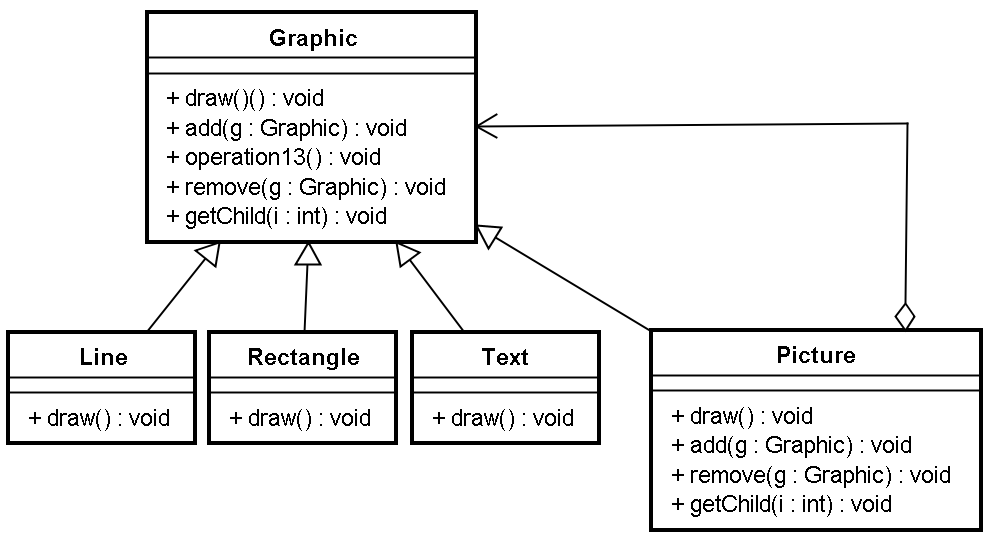 Graphic
+ draw()() : void
+ add(g : Graphic) : void
+ operation13() : void
+ remove(g : Graphic) : void
+ getChild(i : int) : void
Line
+ draw() : void
Rectangle
+ draw() : void
Text
+ draw() : void
Picture
+ draw() : void
+ add(g : Graphic) : void
+ remove(g : Graphic) : void
+ getChild(i : int) : void